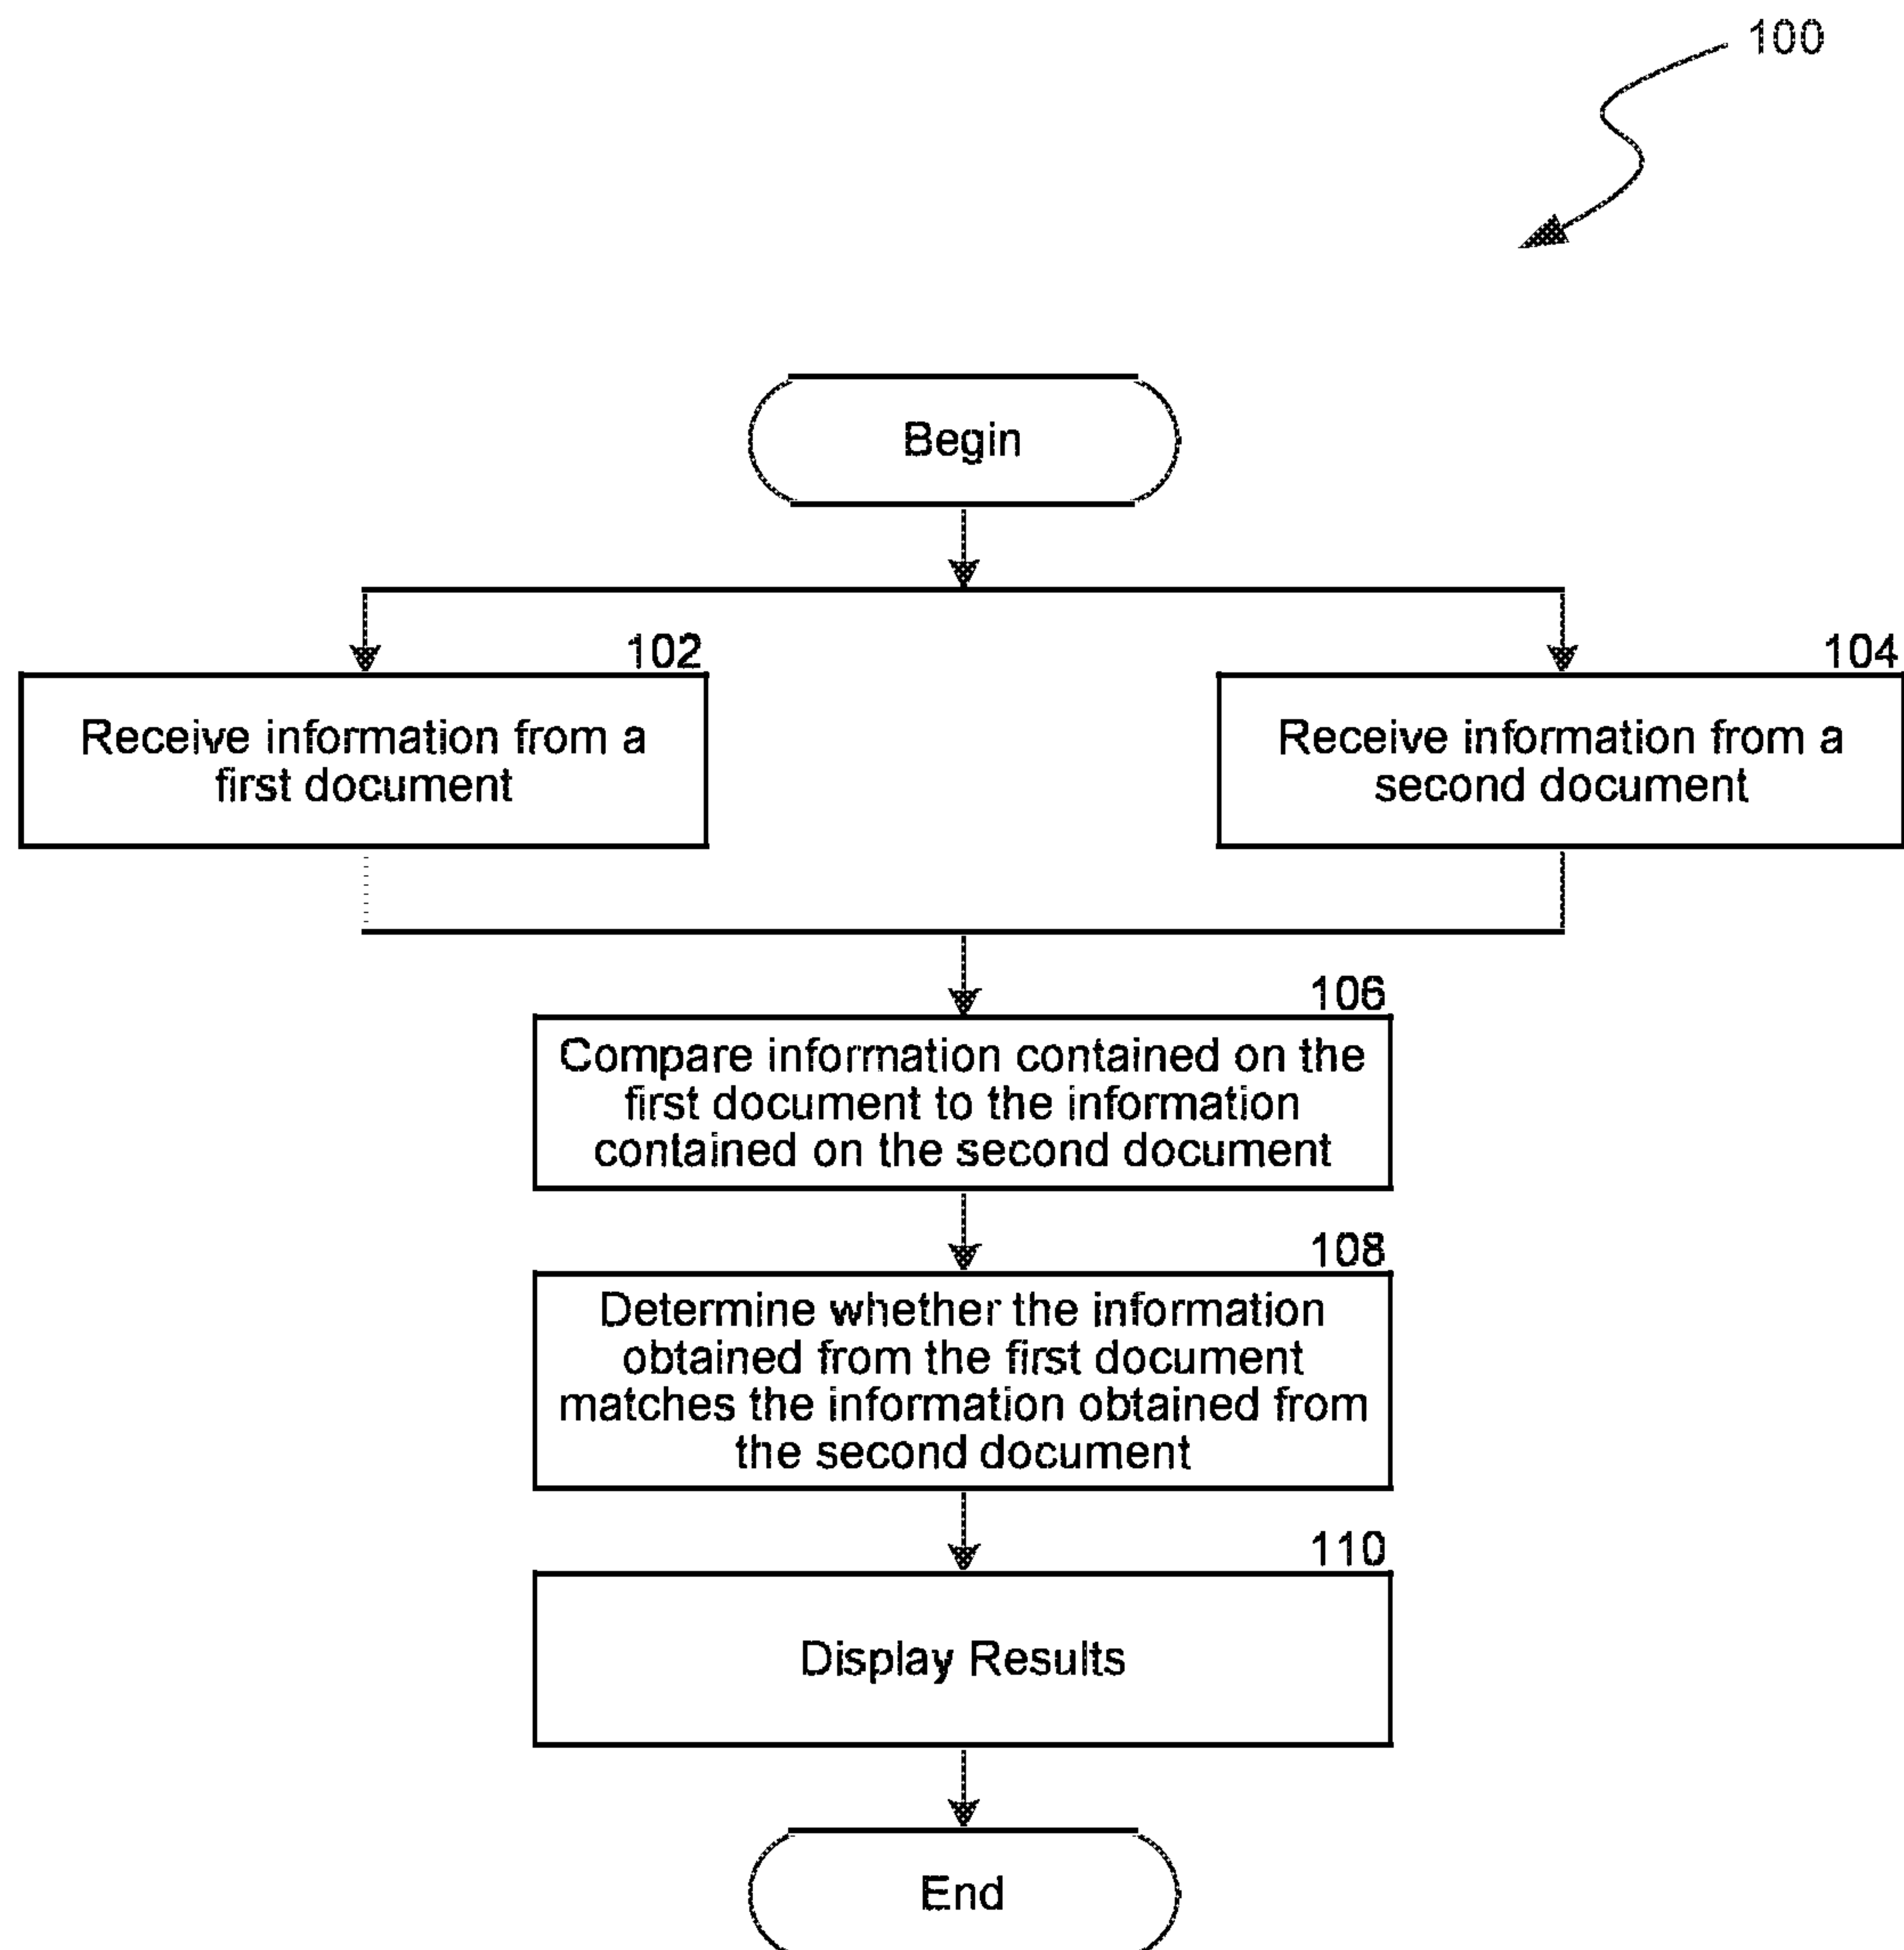 100
Begin
102
Receive information from a
first document
104
Receive information from a
second document
106
Compare information contained on the
first document to the information
contained on the second document
108
Determine whether the information
obtained from the first document
matches the information obtained from
the second document
110
Display Results
End